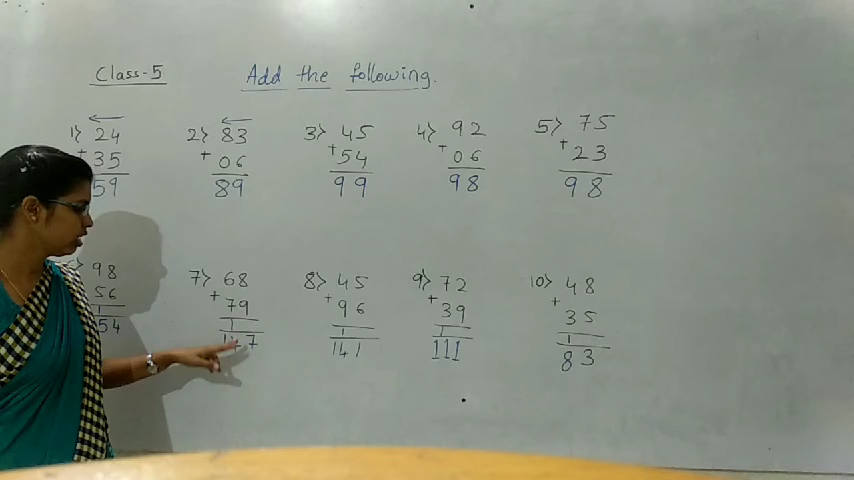 Class-5 Add the following.
1) 24 2) 83 3) 45 4) 92 5) 75
+ 35 + 06 + 54 + 06 + 23
59 89 99 98 98
98 7) 68 8) 45 9) 72 10) 48
56 + 79 + 96 + 39 + 35
1 1 1 1 1
154 147 141 111 83